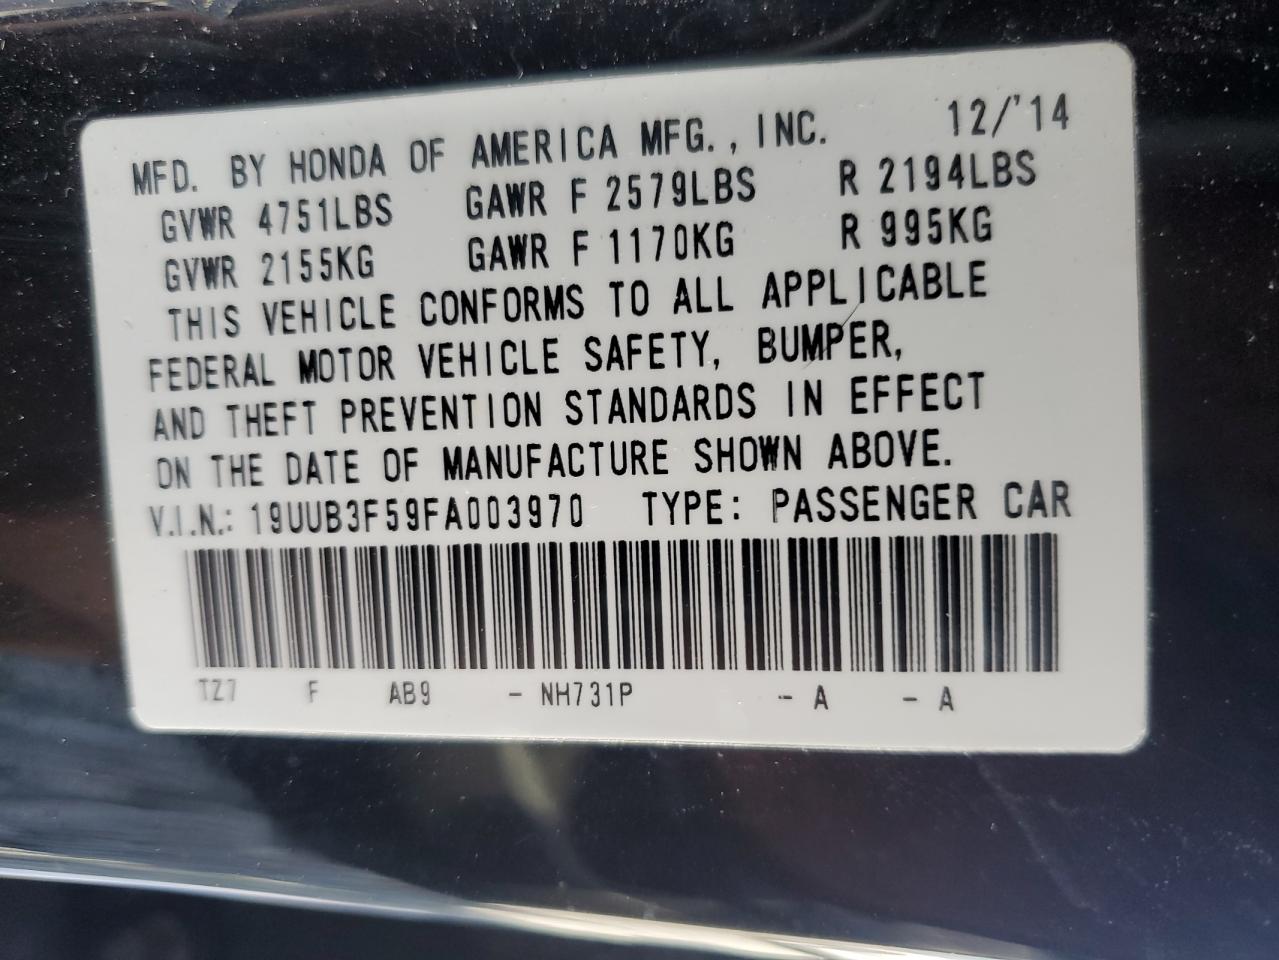 MFD. BY HONDA OF AMERICA MFG., INC. 12/'14
GVWR 4751LBS GAWR F 2579LBS R 2194LBS
GVWR 2155KG GAWR F 1170KG R 995KG
THIS VEHICLE CONFORMS TO ALL APPLICABLE
FEDERAL MOTOR VEHICLE SAFETY, BUMPER,
AND THEFT PREVENTION STANDARDS IN EFFECT
ON THE DATE OF MANUFACTURE SHOWN ABOVE.
V.I.N.: 19UUB3F59FA003970 TYPE: PASSENGER CAR
TZ7 F AB9 - NH731P - A - A